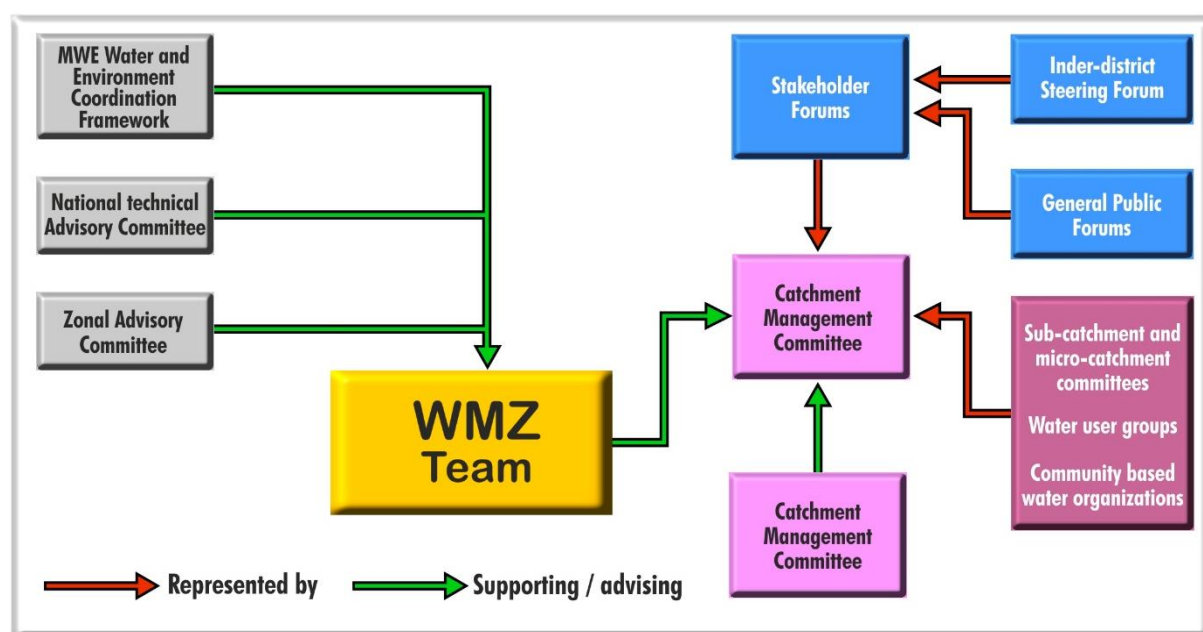 MWE Water and
Environment
Coordination
Framework
National technical
Advisory Committee
Zonal Advisory
Committee
WMZ
Team
Stakeholder
Forums
Inder-district
Steering Forum
General Public
Forums
Catchment
Management
Committee
Sub-catchment and
micro-catchment
committees
Water user groups
Community based
water organizations
Catchment
Management
Committee
Represented by
Supporting / advising